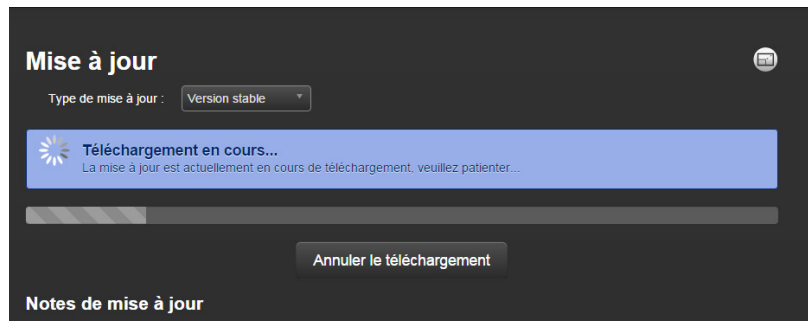 Mise à jour
Type de mise à jour : Version stable
Téléchargement en cours...
La mise à jour est actuellement en cours de téléchargement, veuillez patienter...
Annuler le téléchargement
Notes de mise à jour